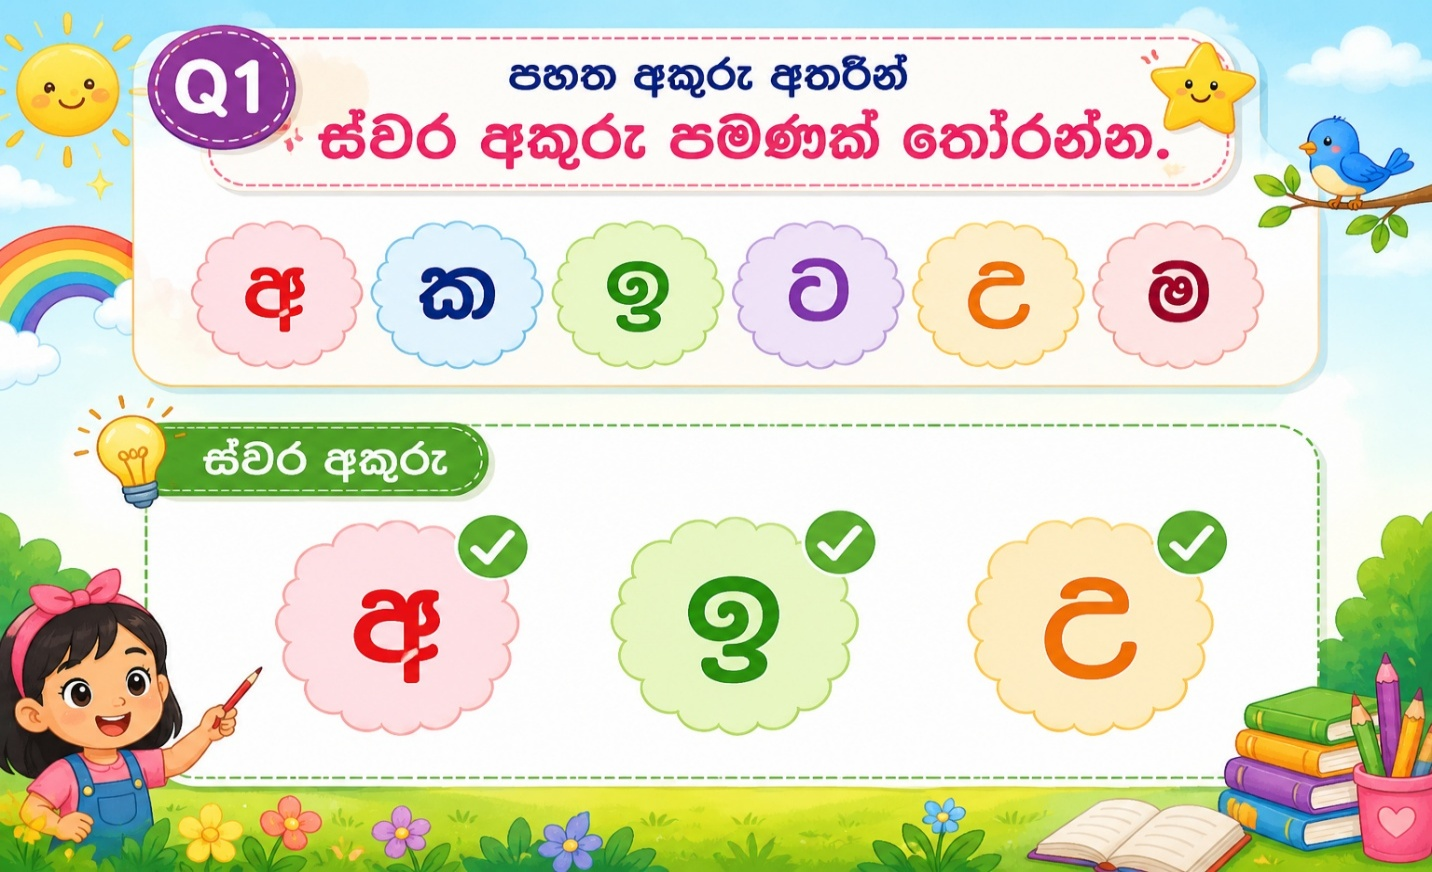 Q1
පහත අකුරු අතරින්
ස්වර අකුරු පමණක් තෝරන්න.
අ ක ඉ ට උ ම
ස්වර අකුරු
අ ඉ උ